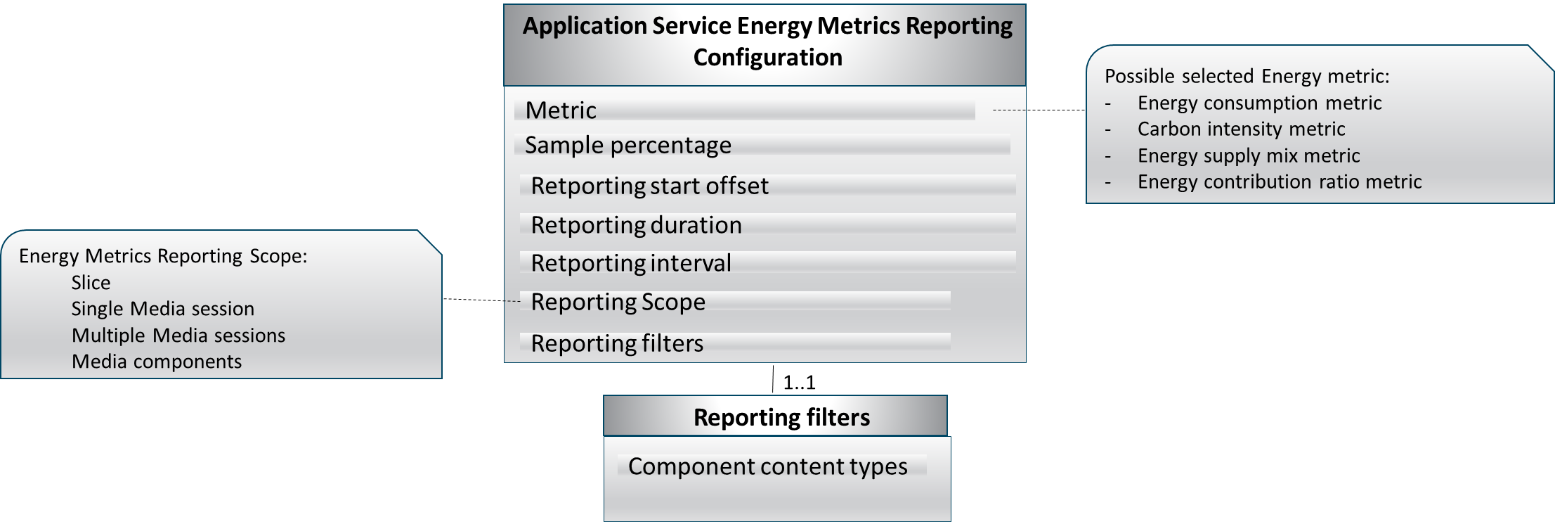 Application Service Energy Metrics Reporting
Configuration
Metric
Sample percentage
Retporting start offset
Retporting duration
Retporting interval
Reporting Scope
Reporting filters
Possible selected Energy metric:
- Energy consumption metric
- Carbon intensity metric
- Energy supply mix metric
- Energy contribution ratio metric
Energy Metrics Reporting Scope:
Slice
Single Media session
Multiple Media sessions
Media components
1..1
Reporting filters
Component content types